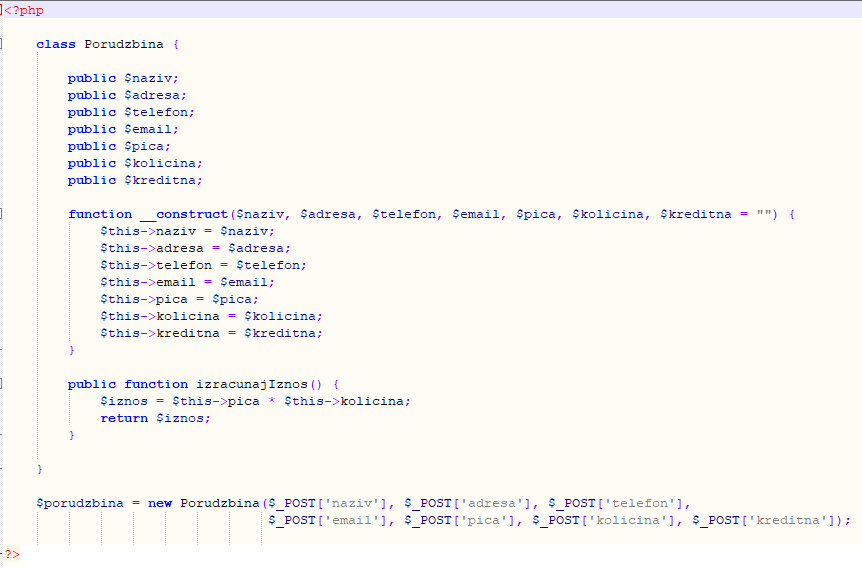 <?php
class Porudzbina {
public $naziv;
public $adresa;
public $telefon;
public $email;
public $pica;
public $kolicina;
public $kreditna;
function __construct($naziv, $adresa, $telefon, $email, $pica, $kolicina, $kreditna = "") {
$this->naziv = $naziv;
$this->adresa = $adresa;
$this->telefon = $telefon;
$this->email = $email;
$this->pica = $pica;
$this->kolicina = $kolicina;
$this->kreditna = $kreditna;
}
public function izracunajIznos() {
$iznos = $this->pica * $this->kolicina;
return $iznos;
}
}
$porudzbina = new Porudzbina($_POST['naziv'], $_POST['adresa'], $_POST['telefon'],
$_POST['email'], $_POST['pica'], $_POST['kolicina'], $_POST['kreditna']);
?>